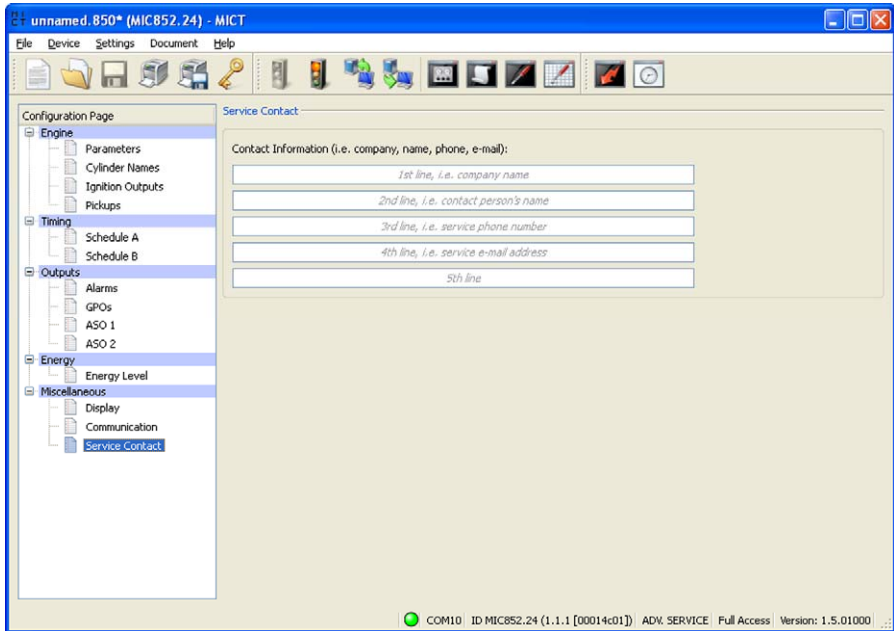 unnamed.850* (MIC852.24) - MICT
File Device Settings Document Help
Configuration Page
Engine
Parameters
Cylinder Names
Ignition Outputs
Pickups
Timing
Schedule A
Schedule B
Outputs
Alarms
GPOs
ASO 1
ASO 2
Energy
Energy Level
Miscellaneous
Display
Communication
Service Contact
Service Contact
Contact Information (i.e. company, name, phone, e-mail):
1st line, i.e. company name
2nd line, i.e. contact person's name
3rd line, i.e. service phone number
4th line, i.e. service e-mail address
5th line
COM10 ID MIC852.24 (1.1.1 [00014c01]) ADV. SERVICE Full Access Version: 1.5.01000